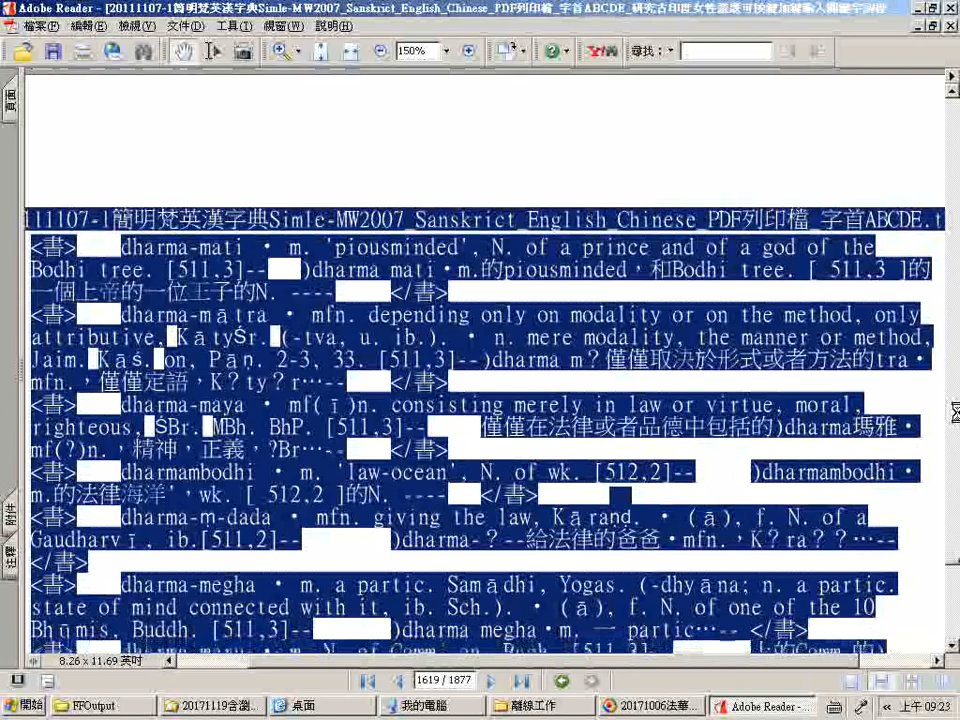 Adobe Reader - [20111107-1簡明梵英漢字典Simle-MW2007_Sanskrict_English_Chinese_PDF列印檔_字首ABCDE_研究古印度女性
檔案(F) 編輯(E) 檢視(V) 文件(D) 工具(T) 視窗(W) 說明(H)
150% 尋找:
頁面
111107-1簡明梵英漢字典Simle-MW2007_Sanskrict_English_Chinese_PDF列印檔_字首ABCDE.t
<書> dharma-mati • m. 'piousminded', N. of a prince and of a god of the
Bodhi tree. [511,3]-- )dharma mati•m.的piousminded，和Bodhi tree. [ 511,3 ]的
一個上帝的一位王子的N. ---- </書>
<書> dharma-mātra • mfn. depending only on modality or on the method, only
attributive, KātyŚr. (-tva, u. ib.). • n. mere modality, the manner or method,
Jaim. Kāś. on, Pāṇ. 2-3, 33. [511,3]--)dharma m?僅僅取決於形式或者方法的tra•
mfn.，僅僅定語，K?ty?r…-- </書>
<書> dharma-maya • mf(ī)n. consisting merely in law or virtue, moral,
righteous, ŚBr. MBh. BhP. [511,3]-- 僅僅在法律或者品德中包括的)dharma瑪雅•
mf(?)n.，精神，正義，?Br…-- </書>
<書> dharmambodhi • m. 'law-ocean', N. of wk. [512,2]-- )dharmambodhi•
m.的法律海洋'，wk. [ 512,2 ]的N. ---- </書>
<書> dharma-ṃ-dada • mfn. giving the law, Kāraṇḍ. • (ā), f. N. of a
Gaudharvī, ib.[511,2]-- )dharma-?--給法律的爸爸•mfn.，K?ra??…--
</書>
<書> dharma-megha • m. a partic. Samādhi, Yogas. (-dhyāna; n. a partic.
state of mind connected with it, ib. Sch.). • (ā), f. N. of one of the 10
Bhūmis, Buddh. [511,3]-- )dharma megha•m. 一 partic…-- </書>
附件
註釋
8.26 x 11.69 英吋
1619 / 1877
開始 FFOutput 20171119含瀏... 桌面 我的電腦 離線工作 20171006法華... Adobe Reader - [... 上午 09:23